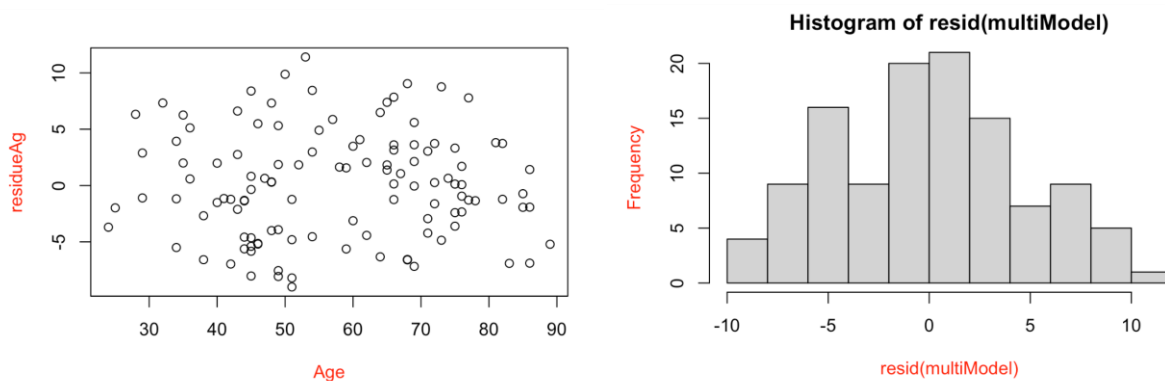 10
5
0
-5
residueAg
30 40 50 60 70 80 90
Age
Histogram of resid(multiModel)
20
15
10
5
0
Frequency
-10 -5 0 5 10
resid(multiModel)